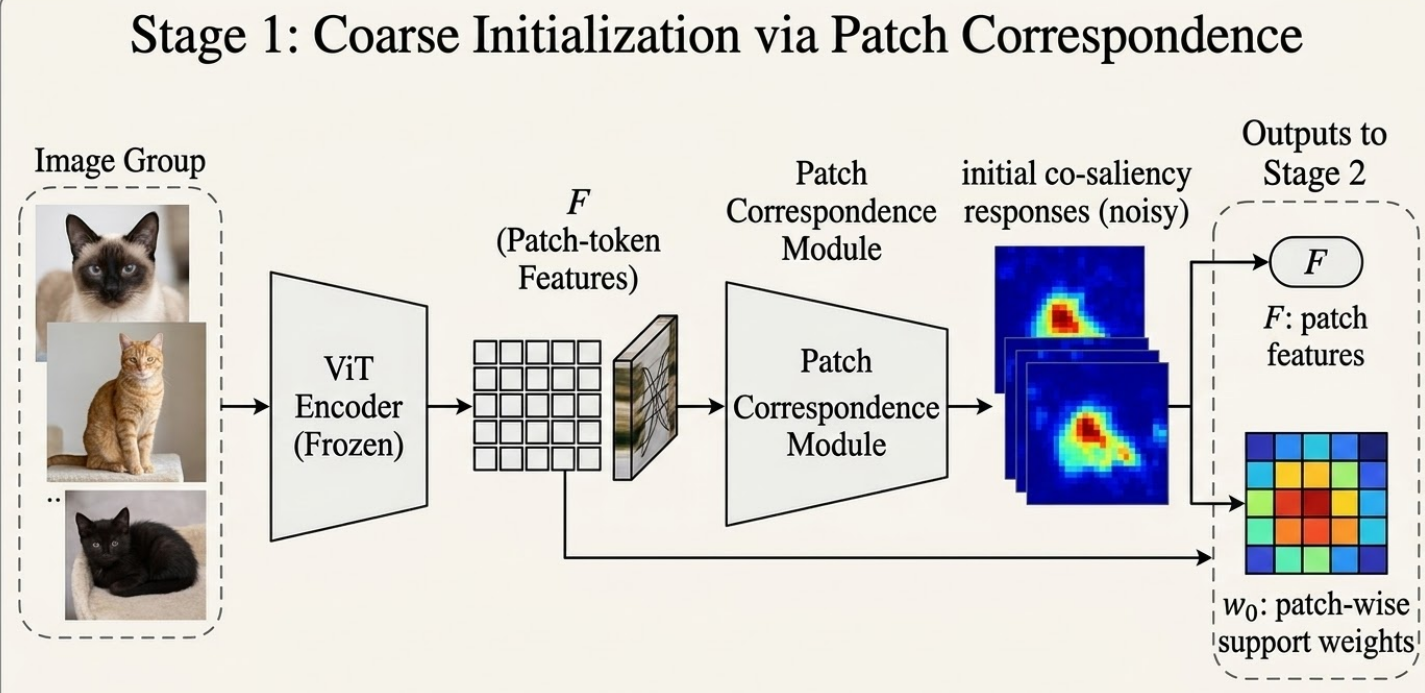 Stage 1: Coarse Initialization via Patch Correspondence
Image Group
..
ViT
Encoder
(Frozen)
F
(Patch-token
Features)
Patch
Correspondence
Module
Patch
Correspondence
Module
initial co-saliency
responses (noisy)
Outputs to
Stage 2
F
F: patch
features
w₀: patch-wise
support weights